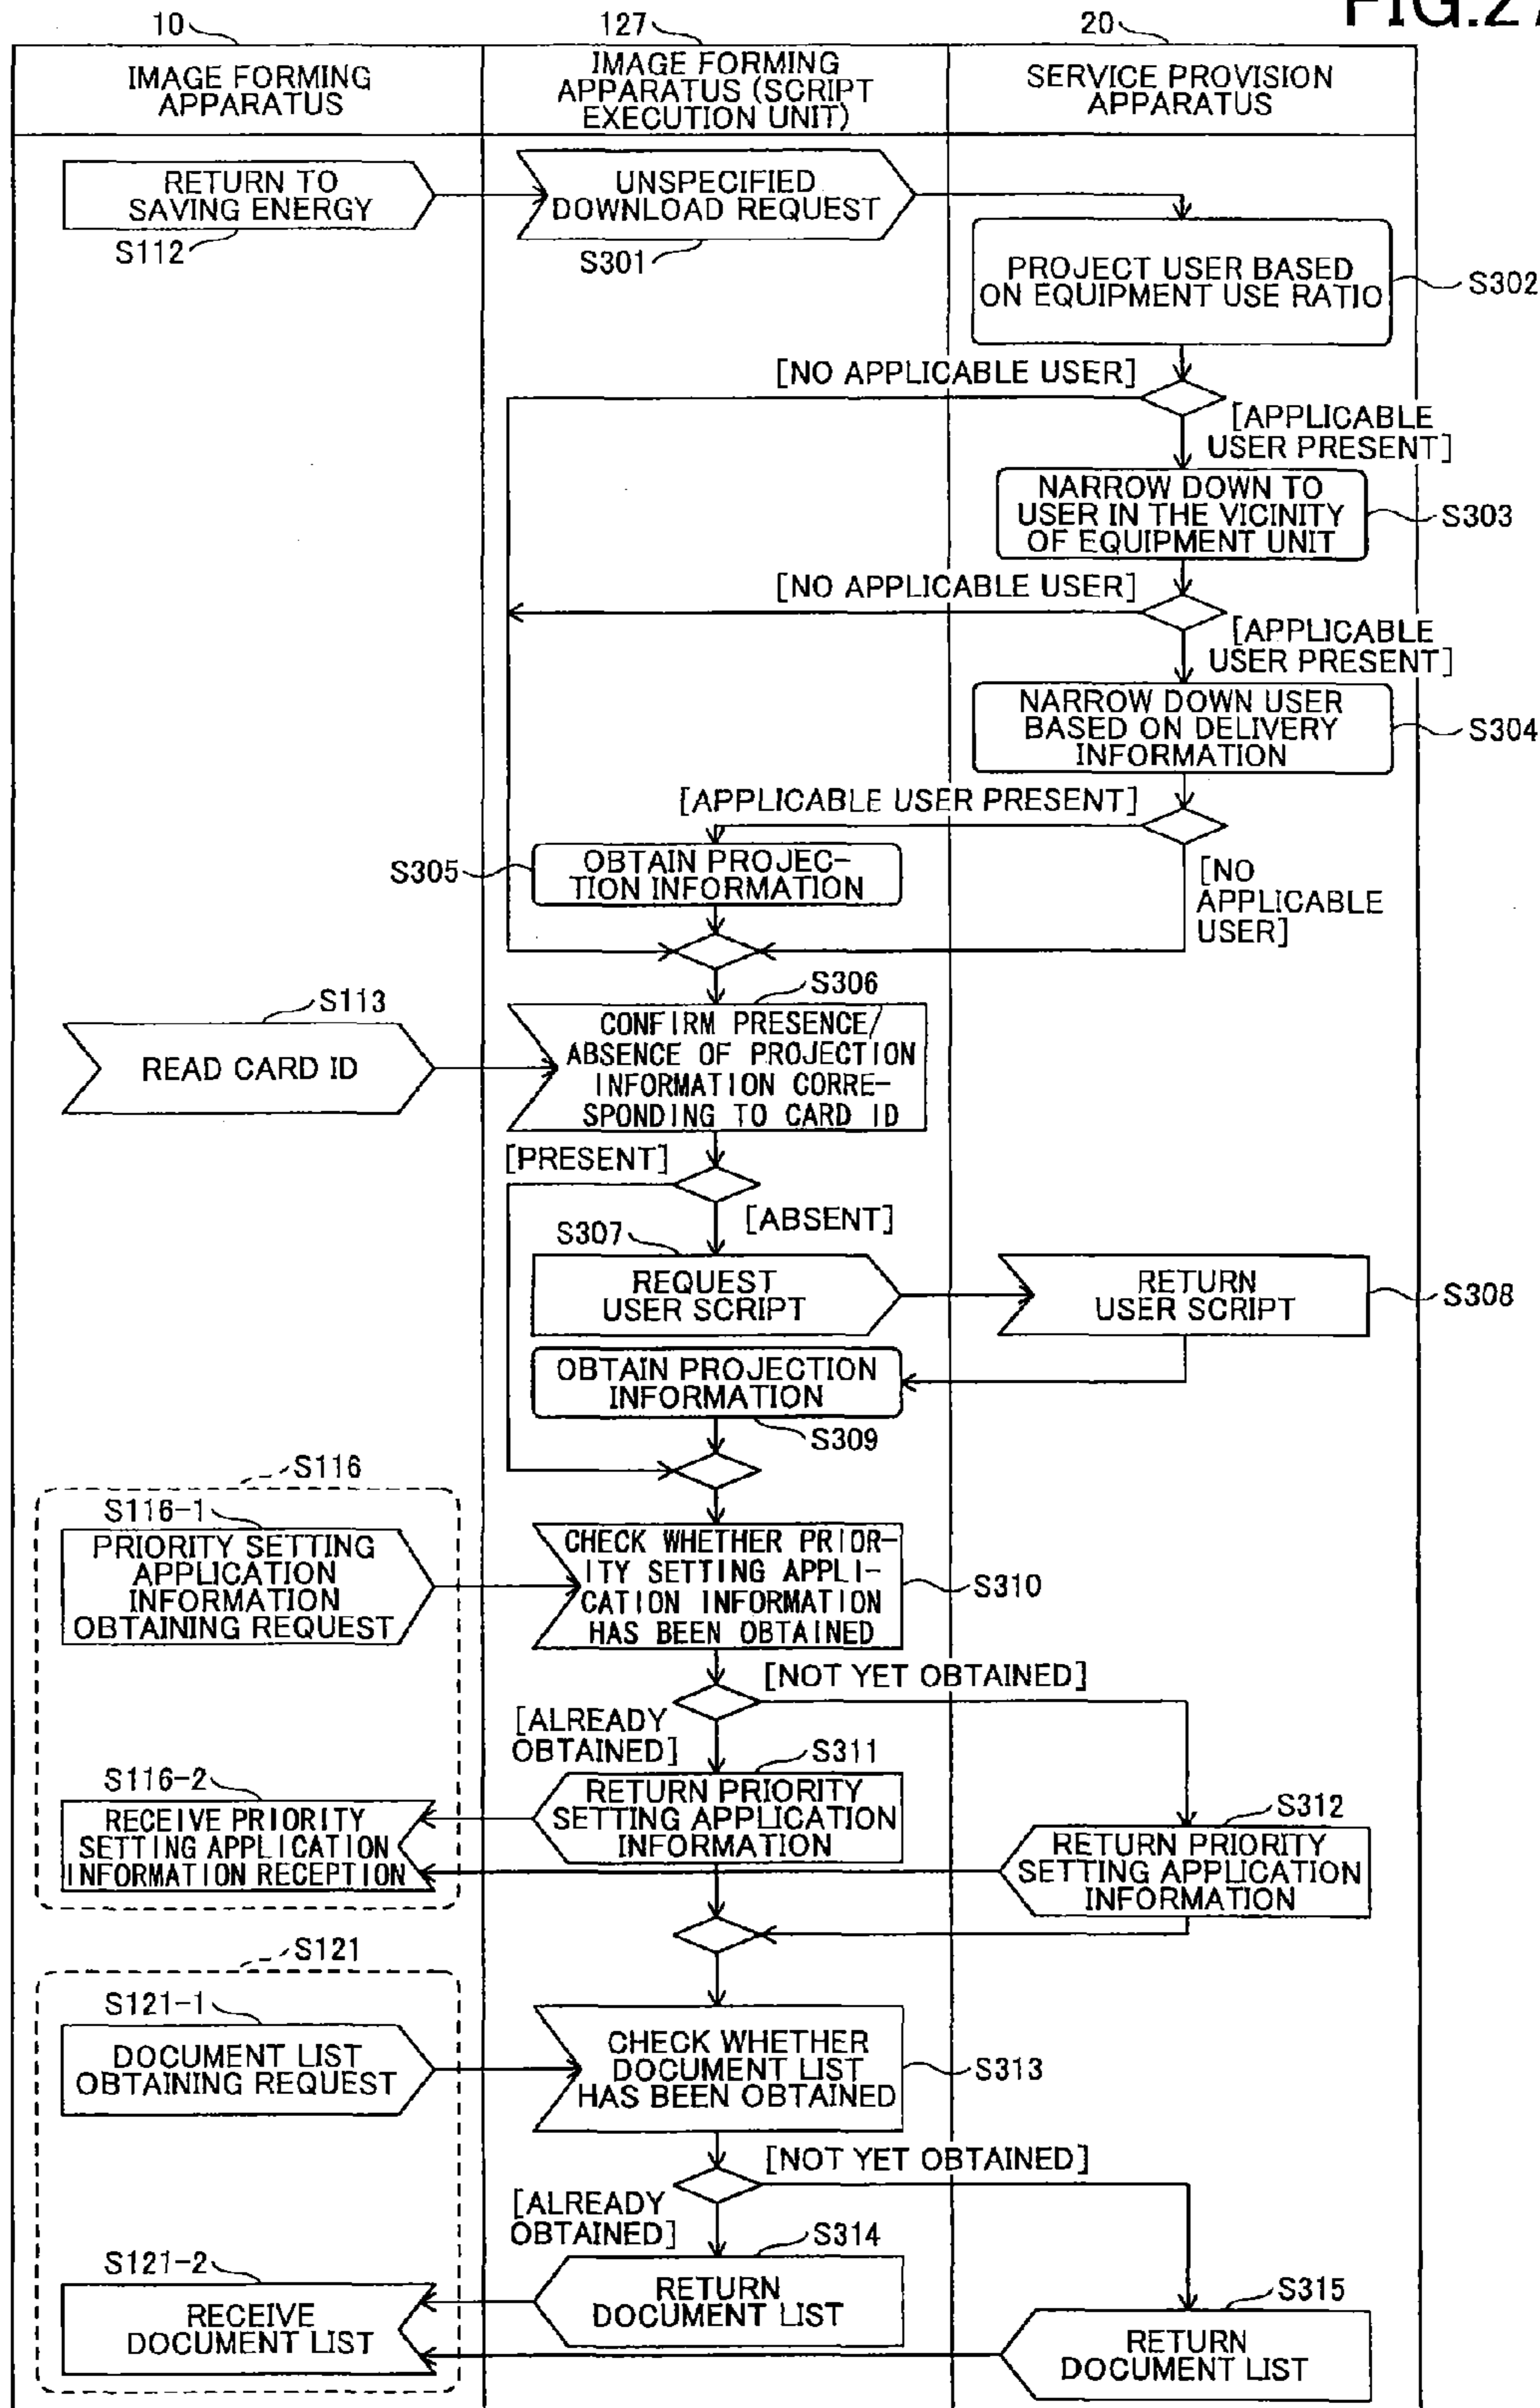 FIG.27
10
127
20
IMAGE FORMING
APPARATUS
IMAGE FORMING
APPARATUS (SCRIPT
EXECUTION UNIT)
SERVICE PROVISION
APPARATUS
RETURN TO
SAVING ENERGY
S112
UNSPECIFIED
DOWNLOAD REQUEST
S301
PROJECT USER BASED
ON EQUIPMENT USE RATIO
S302
[NO APPLICABLE USER]
[APPLICABLE
USER PRESENT]
NARROW DOWN TO
USER IN THE VICINITY
OF EQUIPMENT UNIT
S303
[NO APPLICABLE USER]
[APPLICABLE
USER PRESENT]
NARROW DOWN USER
BASED ON DELIVERY
INFORMATION
S304
[APPLICABLE USER PRESENT]
S305
OBTAIN PROJEC-
TION INFORMATION
[NO
APPLICABLE
USER]
S306
S113
READ CARD ID
CONFIRM PRESENCE/
ABSENCE OF PROJECTION
INFORMATION CORRE-
SPONDING TO CARD ID
[PRESENT]
[ABSENT]
S307
REQUEST
USER SCRIPT
RETURN
USER SCRIPT
S308
OBTAIN PROJECTION
INFORMATION
S309
S116
S116-1
PRIORITY SETTING
APPLICATION
INFORMATION
OBTAINING REQUEST
CHECK WHETHER PRIOR-
ITY SETTING APPLI-
CATION INFORMATION
HAS BEEN OBTAINED
S310
[NOT YET OBTAINED]
[ALREADY
OBTAINED]
S311
S116-2
RECEIVE PRIORITY
SETTING APPLICATION
INFORMATION RECEPTION
RETURN PRIORITY
SETTING APPLICATION
INFORMATION
S312
RETURN PRIORITY
SETTING APPLICATION
INFORMATION
S121
S121-1
DOCUMENT LIST
OBTAINING REQUEST
CHECK WHETHER
DOCUMENT LIST
HAS BEEN OBTAINED
S313
[NOT YET OBTAINED]
[ALREADY
OBTAINED]
S314
S121-2
RECEIVE
DOCUMENT LIST
RETURN
DOCUMENT LIST
S315
RETURN
DOCUMENT LIST